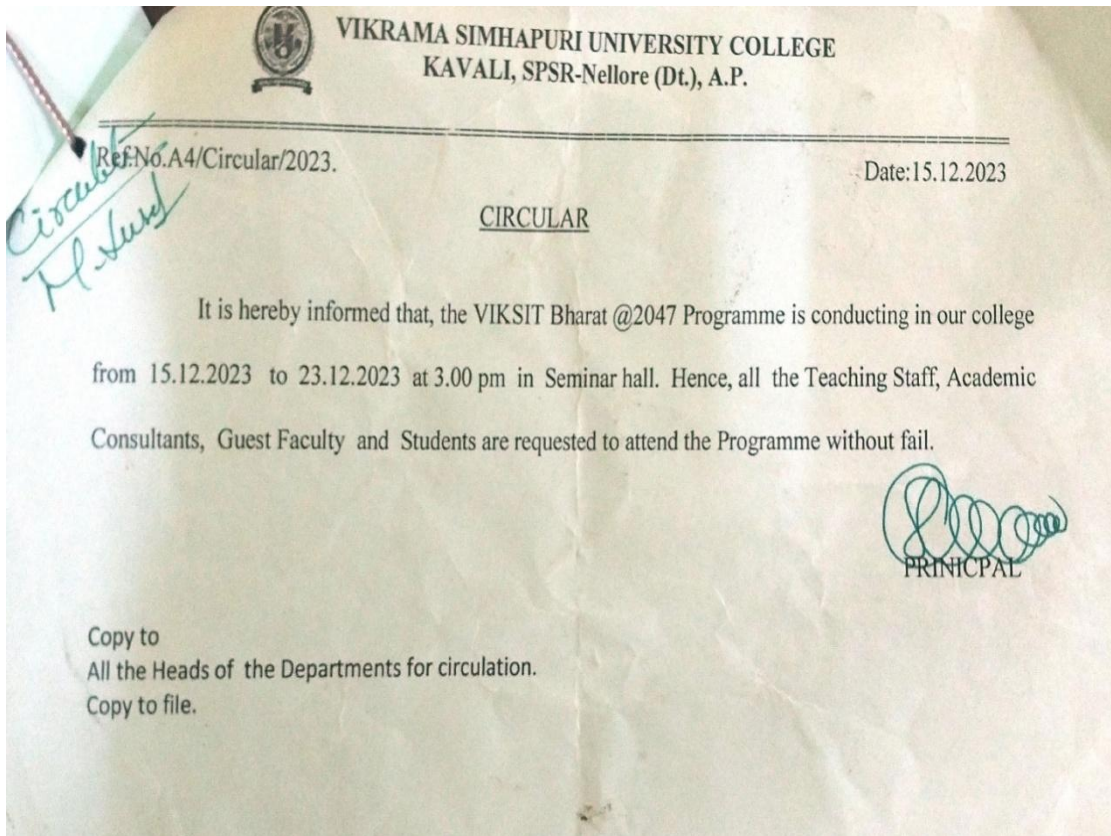 VIKRAMA SIMHAPURI UNIVERSITY COLLEGE
KAVALI, SPSR-Nellore (Dt.), A.P.
Ref.No.A4/Circular/2023.
Date:15.12.2023
CIRCULAR
It is hereby informed that, the VIKSIT Bharat @2047 Programme is conducting in our college
from 15.12.2023 to 23.12.2023 at 3.00 pm in Seminar hall. Hence, all the Teaching Staff, Academic
Consultants, Guest Faculty and Students are requested to attend the Programme without fail.
PRINICPAL
Copy to
All the Heads of the Departments for circulation.
Copy to file.